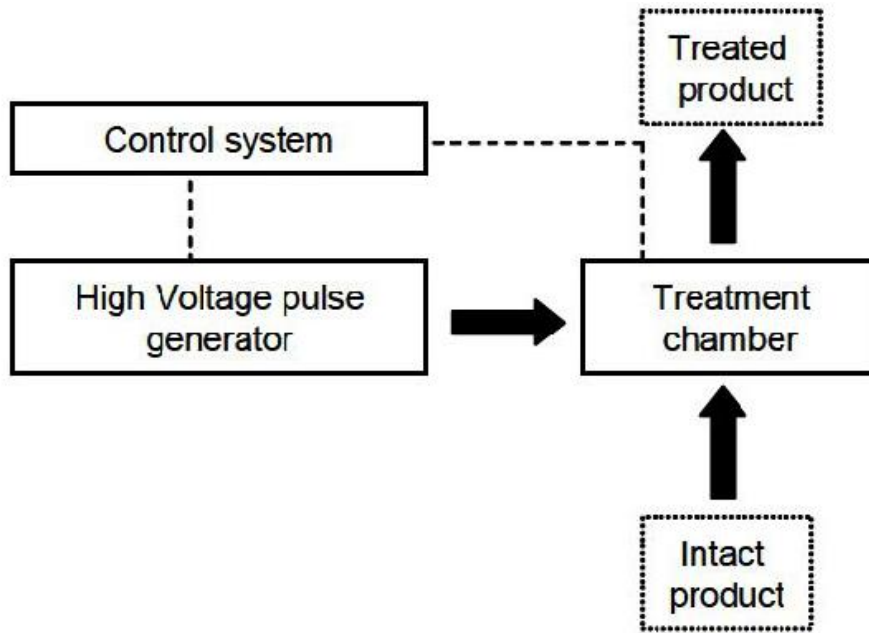 Treated
product
Control system
High Voltage pulse
generator
Treatment
chamber
Intact
product